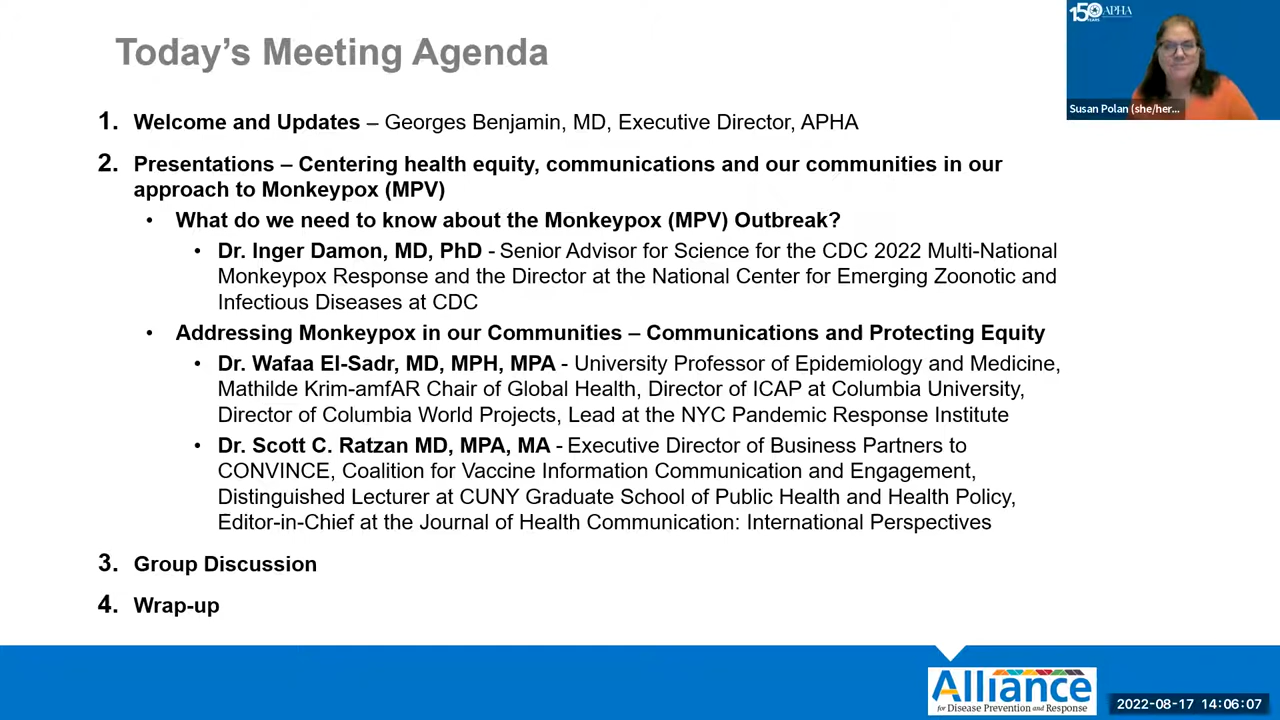 Today's Meeting Agenda
150 APHA
YEARS
Susan Polan (she/her...
1. Welcome and Updates – Georges Benjamin, MD, Executive Director, APHA
2. Presentations – Centering health equity, communications and our communities in our
approach to Monkeypox (MPV)
• What do we need to know about the Monkeypox (MPV) Outbreak?
• Dr. Inger Damon, MD, PhD - Senior Advisor for Science for the CDC 2022 Multi-National
Monkeypox Response and the Director at the National Center for Emerging Zoonotic and
Infectious Diseases at CDC
• Addressing Monkeypox in our Communities – Communications and Protecting Equity
• Dr. Wafaa El-Sadr, MD, MPH, MPA - University Professor of Epidemiology and Medicine,
Mathilde Krim-amfAR Chair of Global Health, Director of ICAP at Columbia University,
Director of Columbia World Projects, Lead at the NYC Pandemic Response Institute
• Dr. Scott C. Ratzan MD, MPA, MA - Executive Director of Business Partners to
CONVINCE, Coalition for Vaccine Information Communication and Engagement,
Distinguished Lecturer at CUNY Graduate School of Public Health and Health Policy,
Editor-in-Chief at the Journal of Health Communication: International Perspectives
3. Group Discussion
4. Wrap-up
Alliance
for Disease Prevention and Response
2022-08-17 14:06:07